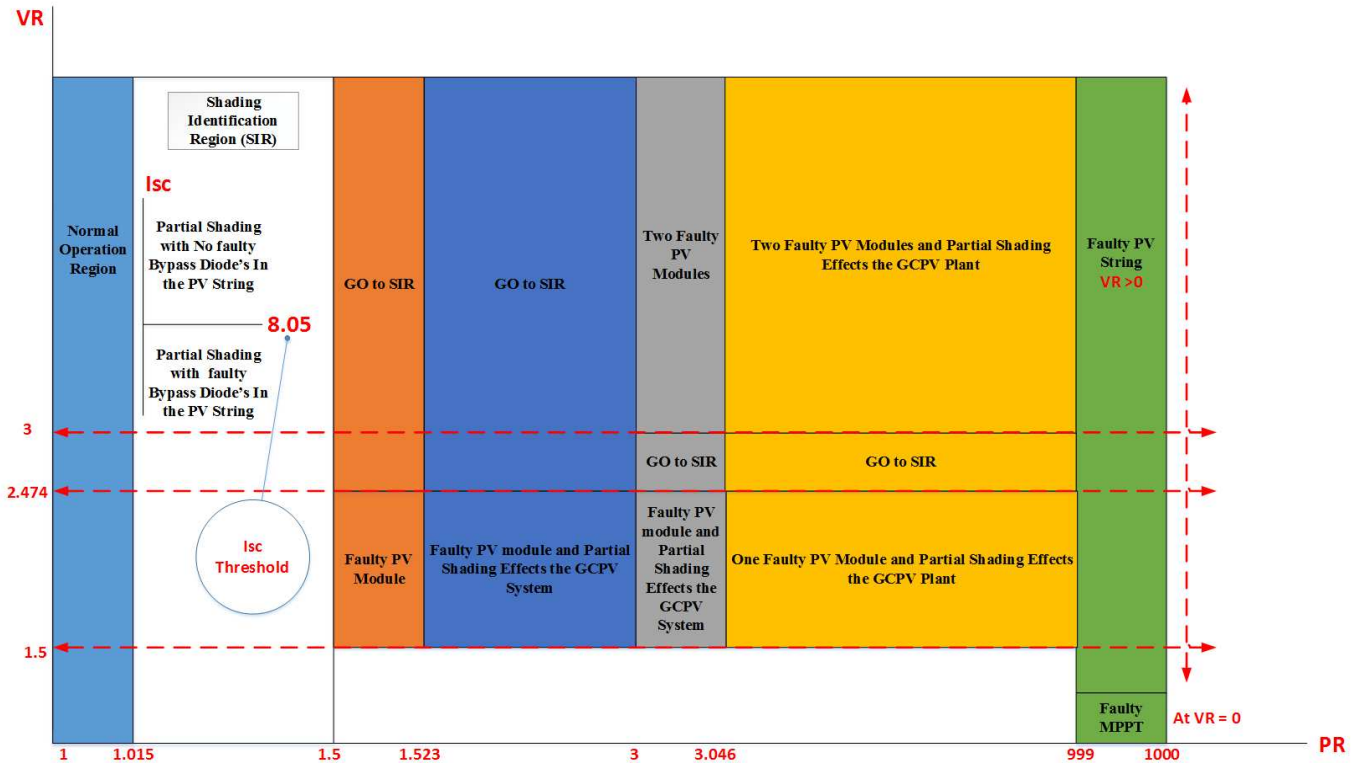 VR
Shading
Identification
Region (SIR)
Isc
Normal
Operation
Region
Partial Shading
with No faulty
Bypass Diode's In
the PV String
8.05
Partial Shading
with faulty
Bypass Diode's In
the PV String
GO to SIR
GO to SIR
Two Faulty
PV
Modules
Two Faulty PV Modules and Partial Shading
Effects the GCPV Plant
Faulty PV
String
VR >0
3
GO to SIR
GO to SIR
2.474
Isc
Threshold
Faulty PV
Module
Faulty PV module and Partial
Shading Effects the GCPV
System
Faulty PV
module and
Partial
Shading
Effects the
GCPV
System
One Faulty PV Module and Partial Shading Effects
the GCPV Plant
1.5
Faulty
MPPT
At VR = 0
1
1.015
1.5
1.523
3
3.046
999
1000
PR